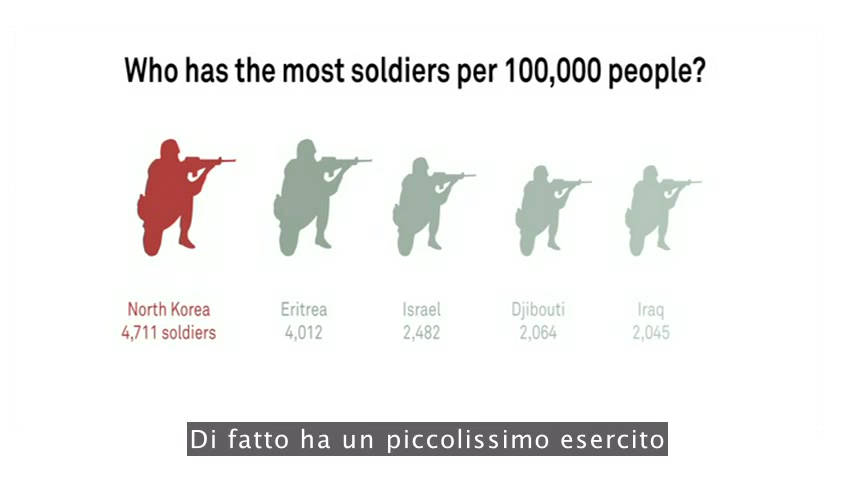 Who has the most soldiers per 100,000 people?
North Korea
4,711 soldiers
Eritrea
4,012
Israel
2,482
Djibouti
2,064
Iraq
2,045
Di fatto ha un piccolissimo esercito